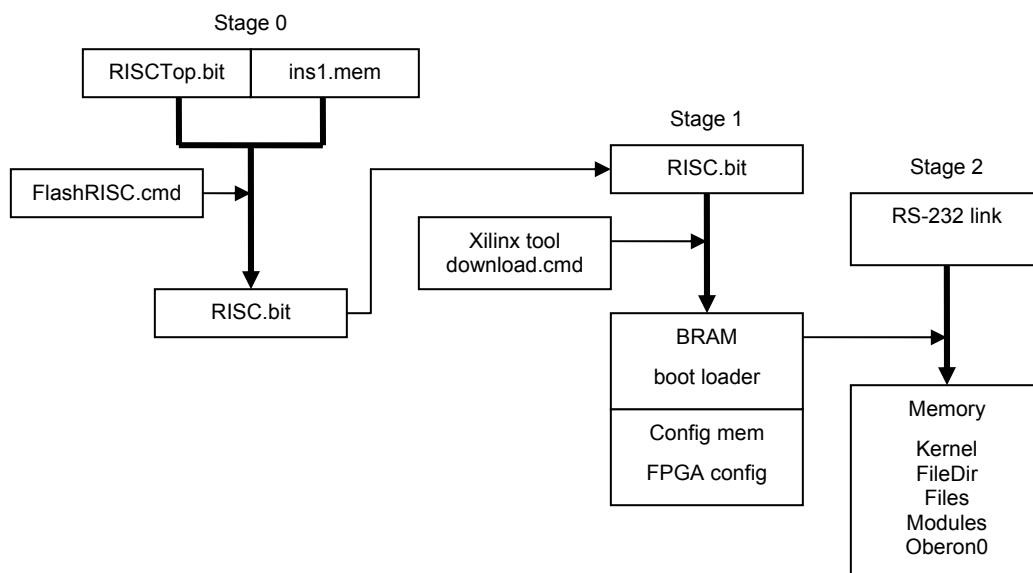 Stage 0
RISCTop.bit
ins1.mem
FlashRISC.cmd
RISC.bit
Stage 1
RISC.bit
Xilinx tool
download.cmd
BRAM
boot loader
Config mem
FPGA config
Stage 2
RS-232 link
Memory
Kernel
FileDir
Files
Modules
Oberon0